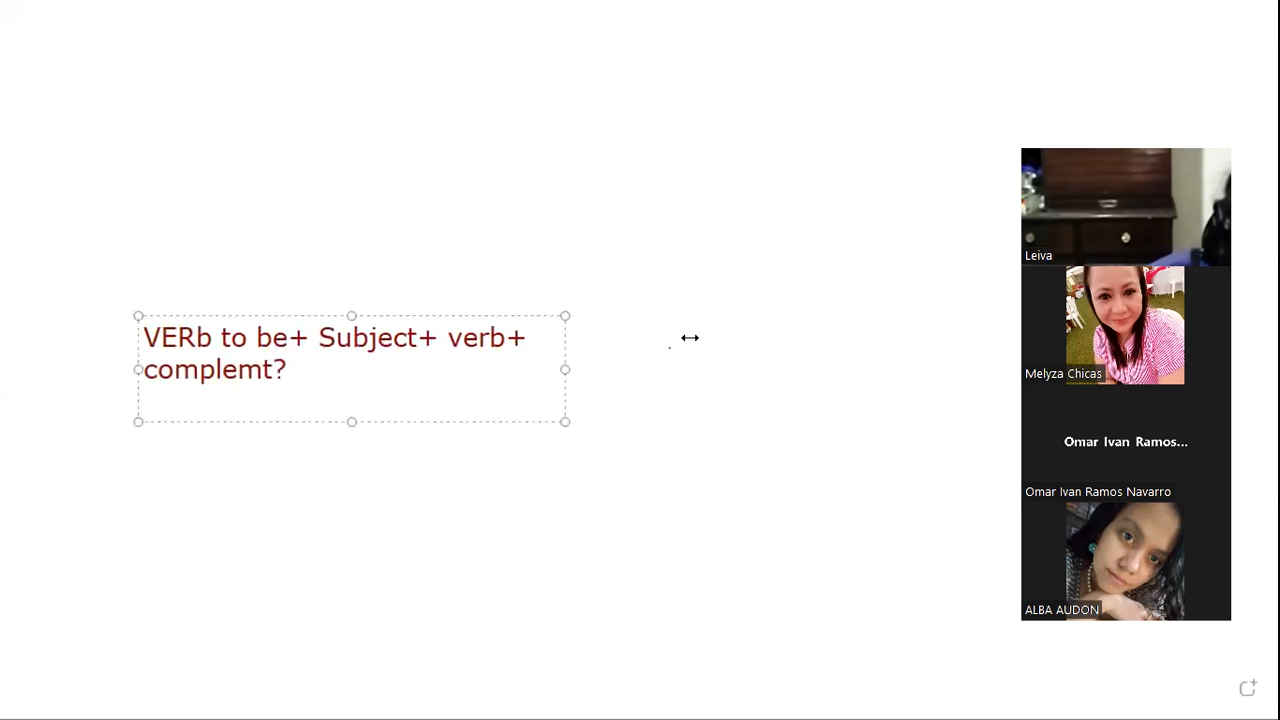 VERb to be+ Subject+ verb+
complemt?
Leiva
Melyza Chicas
Omar Ivan Ramos...
Omar Ivan Ramos Navarro
ALBA AUDON